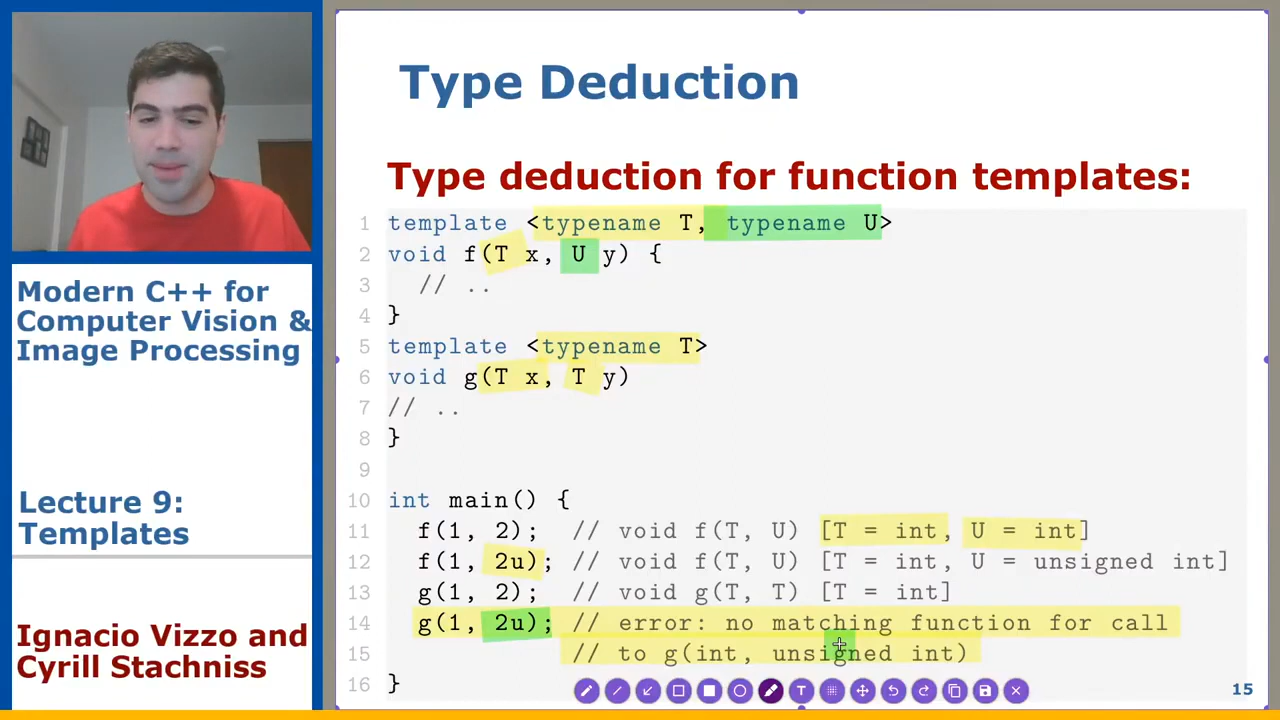 Type Deduction
Type deduction for function templates:
1 template <typename T, typename U>
2 void f(T x, U y) {
3 // ..
4 }
5 template <typename T>
6 void g(T x, T y)
7 // ..
8 }
9
10 int main() {
11 f(1, 2); // void f(T, U) [T = int, U = int]
12 f(1, 2u); // void f(T, U) [T = int, U = unsigned int]
13 g(1, 2); // void g(T, T) [T = int]
14 g(1, 2u); // error: no matching function for call
15 // to g(int, unsigned int)
16 }
Modern C++ for
Computer Vision &
Image Processing
Lecture 9:
Templates
Ignacio Vizzo and
Cyrill Stachniss
T
15